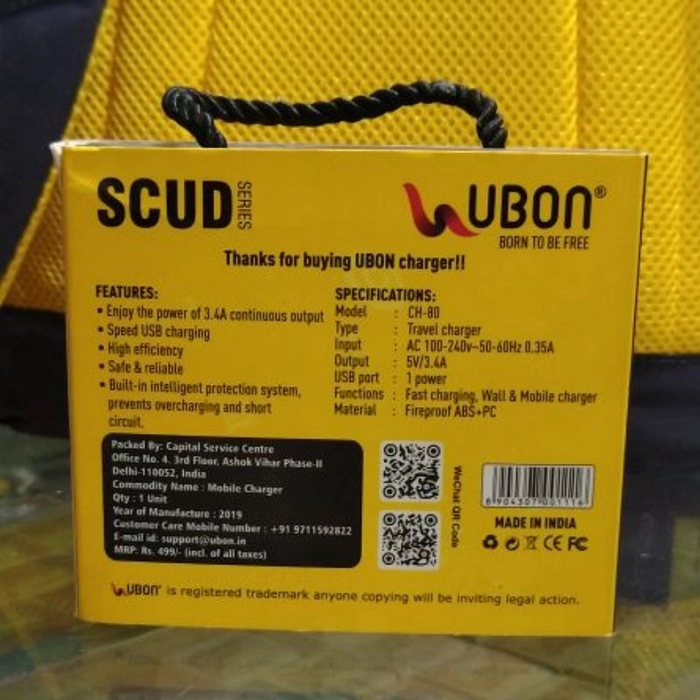 SCUD SERIES
UBON®
BORN TO BE FREE
Thanks for buying UBON charger!!
FEATURES:
• Enjoy the power of 3.4A continuous output
• Speed USB charging
• High efficiency
• Safe & reliable
• Built-in intelligent protection system,
prevents overcharging and short
circuit.
SPECIFICATIONS:
Model : CH-80
Type : Travel charger
Input : AC 100-240v~50-60Hz 0.35A
Output : 5V/3.4A
USB port : 1 power
Functions : Fast charging, Wall & Mobile charger
Material : Fireproof ABS+PC
Packed By: Capital Service Centre
Office No. 4. 3rd Floor, Ashok Vihar Phase-II
Delhi-110052, India
Commodity Name : Mobile Charger
Qty : 1 Unit
Year of Manufacture : 2019
Customer Care Mobile Number : +91 9711592822
E-mail id: support@ubon.in
MRP: Rs. 499/- (incl. of all taxes)
WeChat QR Code
8 904307 001116
MADE IN INDIA
CE FC
UBON® is registered trademark anyone copying will be inviting legal action.